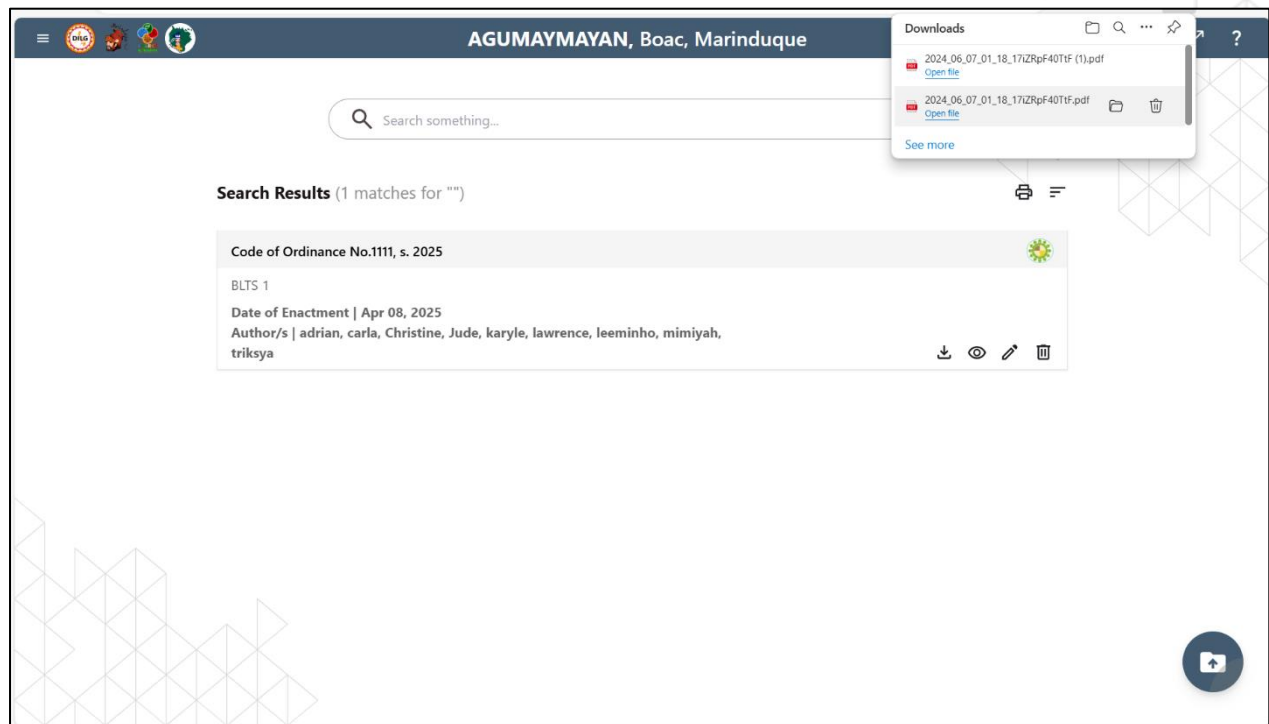 DILG
AGUMAYMAYAN, Boac, Marinduque
?
Downloads
2024_06_07_01_18_17iZRpF40TtF (1).pdf
Open file
2024_06_07_01_18_17iZRpF40TtF.pdf
Open file
See more
Search something...
Search Results (1 matches for "")
Code of Ordinance No.1111, s. 2025
BLTS 1
Date of Enactment | Apr 08, 2025
Author/s | adrian, carla, Christine, Jude, karyle, lawrence, leeminho, mimiyah,
triksya